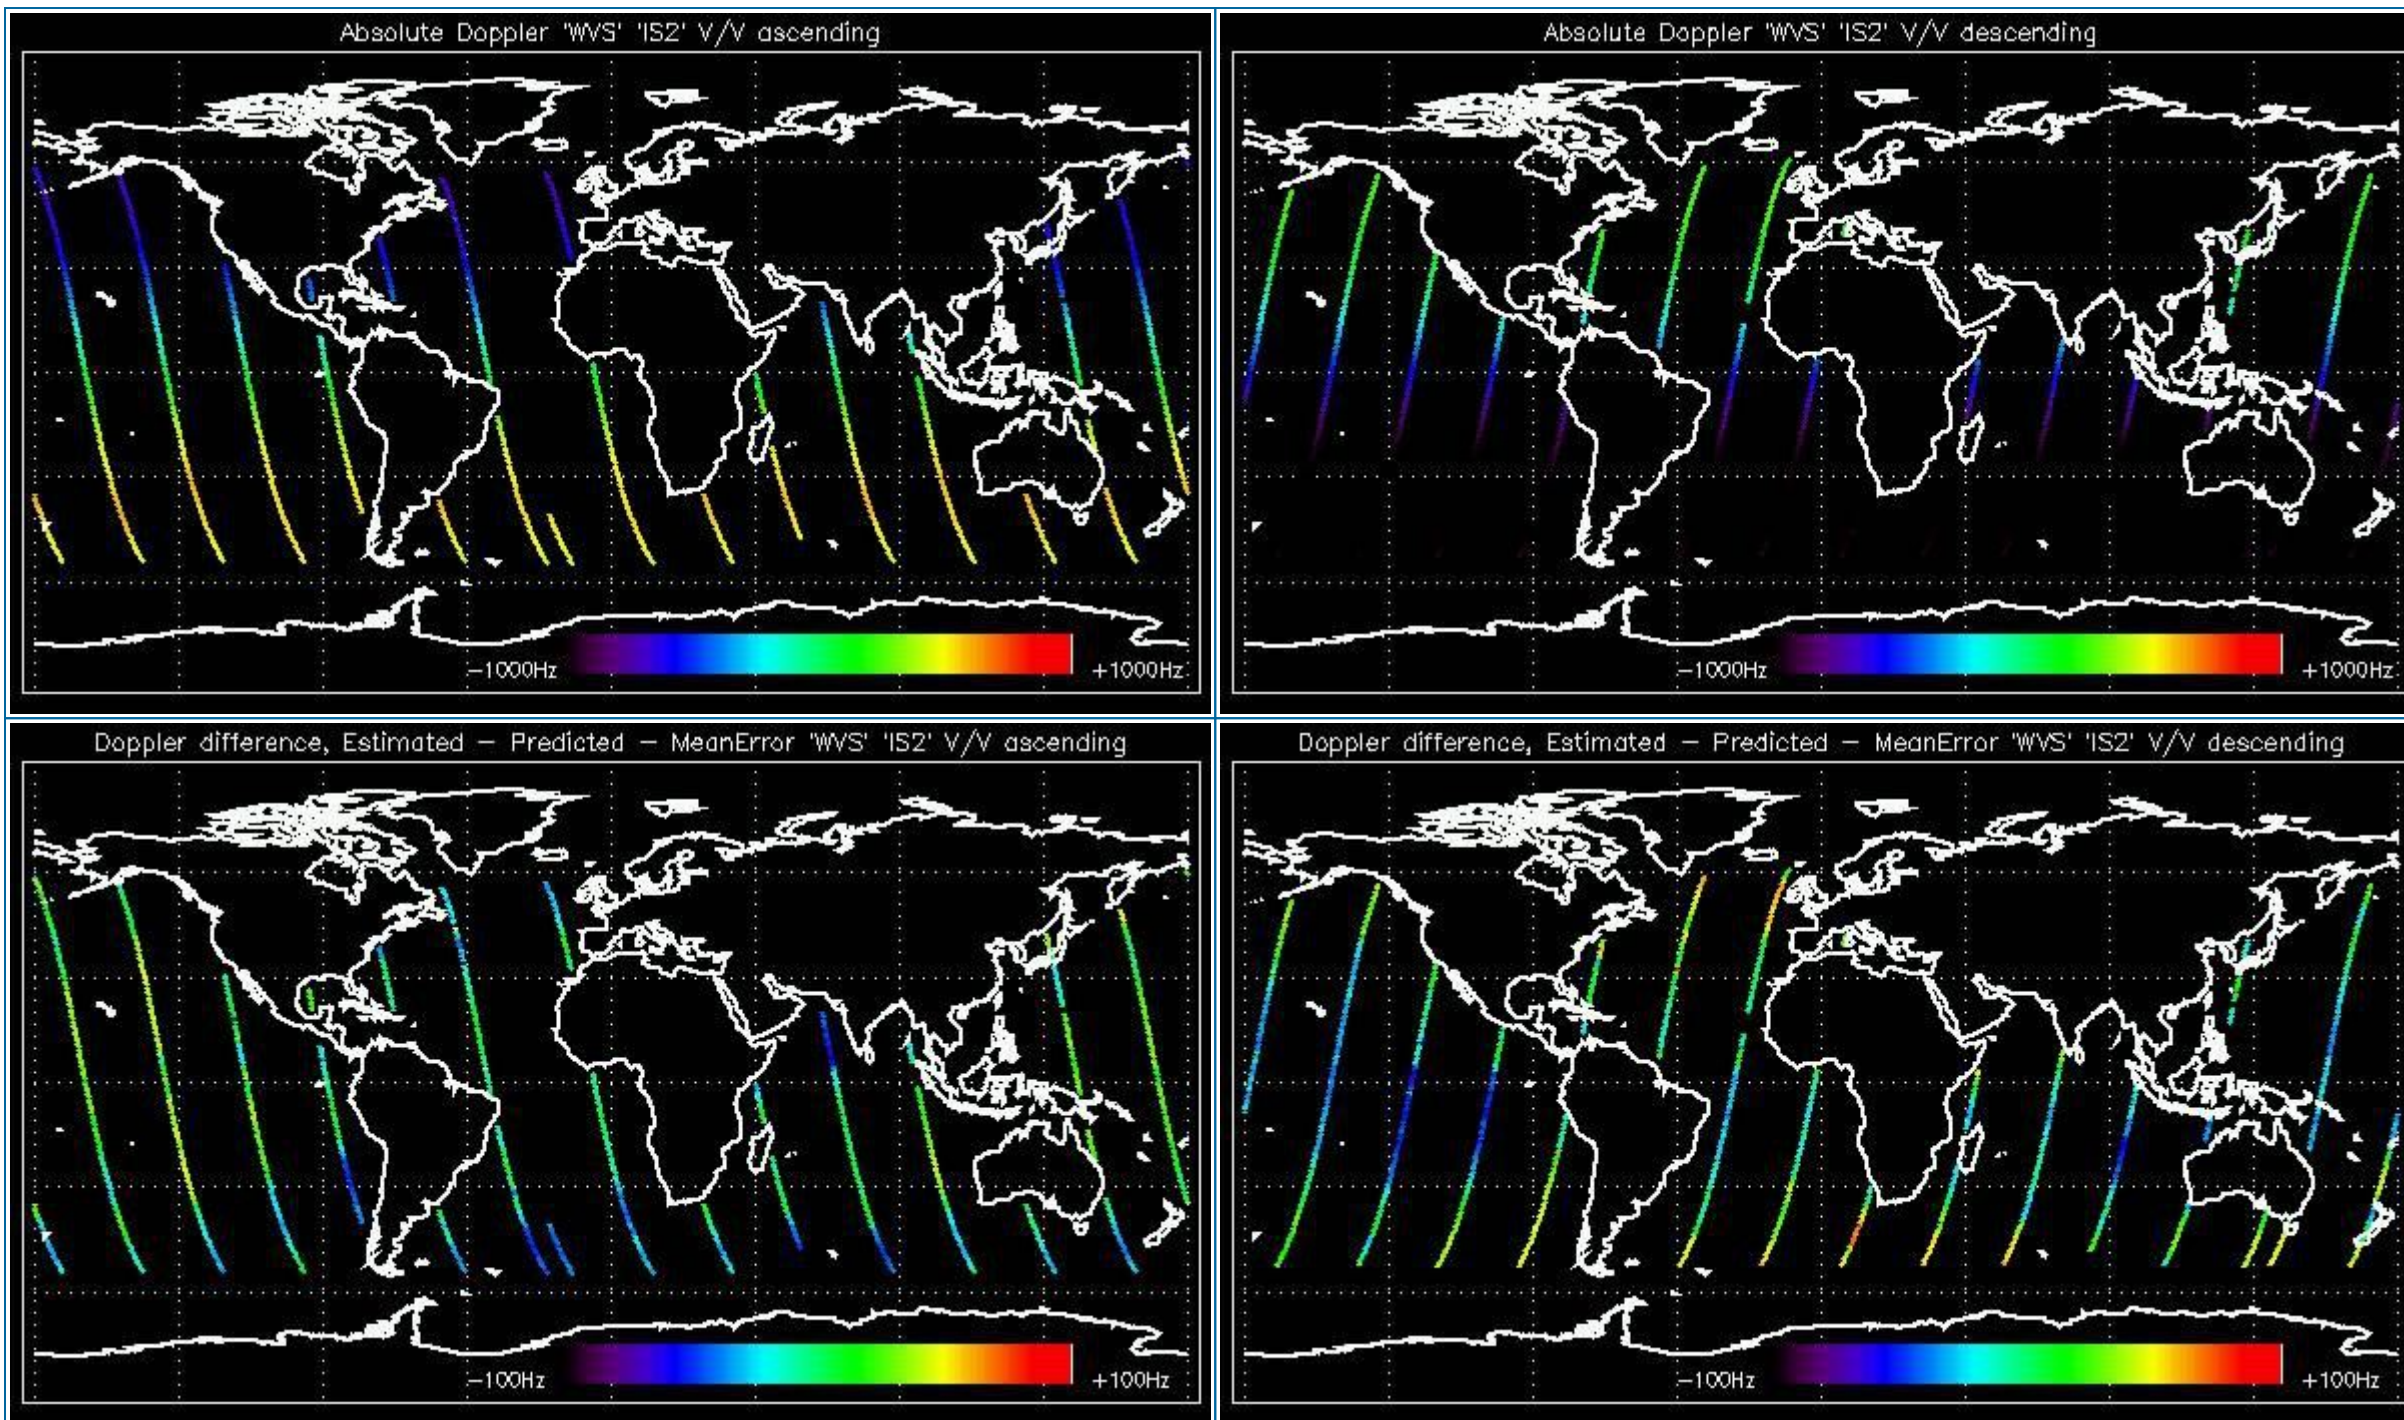 Absolute Doppler 'WVS' 'IS2' V/V ascending
-1000Hz +1000Hz
Absolute Doppler 'WVS' 'IS2' V/V descending
-1000Hz +1000Hz
Doppler difference, Estimated - Predicted - MeanError 'WVS' 'IS2' V/V ascending
-100Hz +100Hz
Doppler difference, Estimated - Predicted - MeanError 'WVS' 'IS2' V/V descending
-100Hz +100Hz